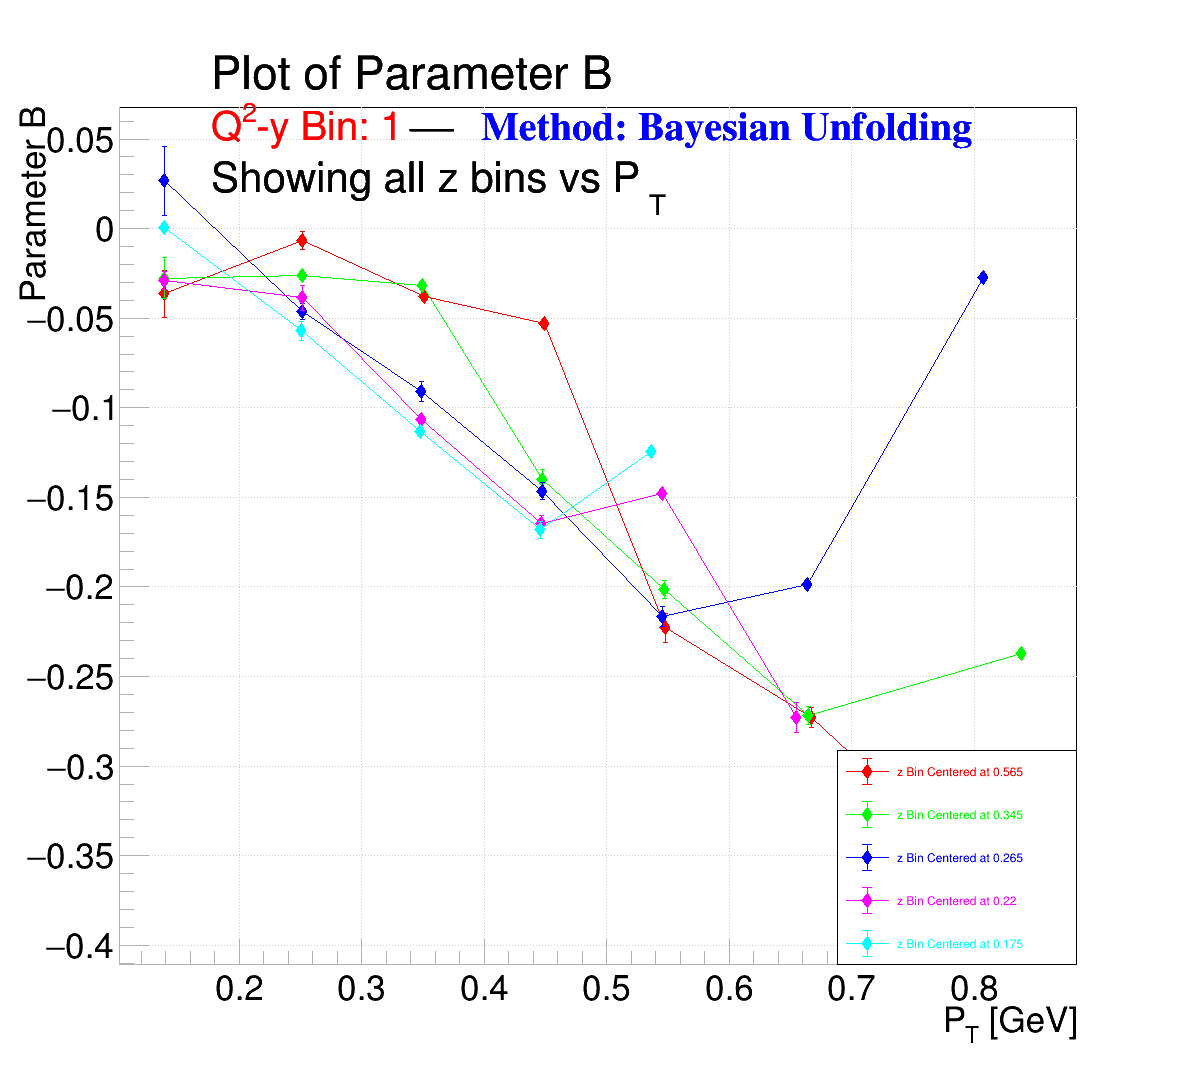 Plot of Parameter B
Q²-y Bin: 1 — Method: Bayesian Unfolding
Showing all z bins vs P_T
Parameter B
0.05
0
−0.05
−0.1
−0.15
−0.2
−0.25
−0.3
−0.35
−0.4
z Bin Centered at 0.565
z Bin Centered at 0.345
z Bin Centered at 0.265
z Bin Centered at 0.22
z Bin Centered at 0.175
0.2 0.3 0.4 0.5 0.6 0.7 0.8
P_T [GeV]